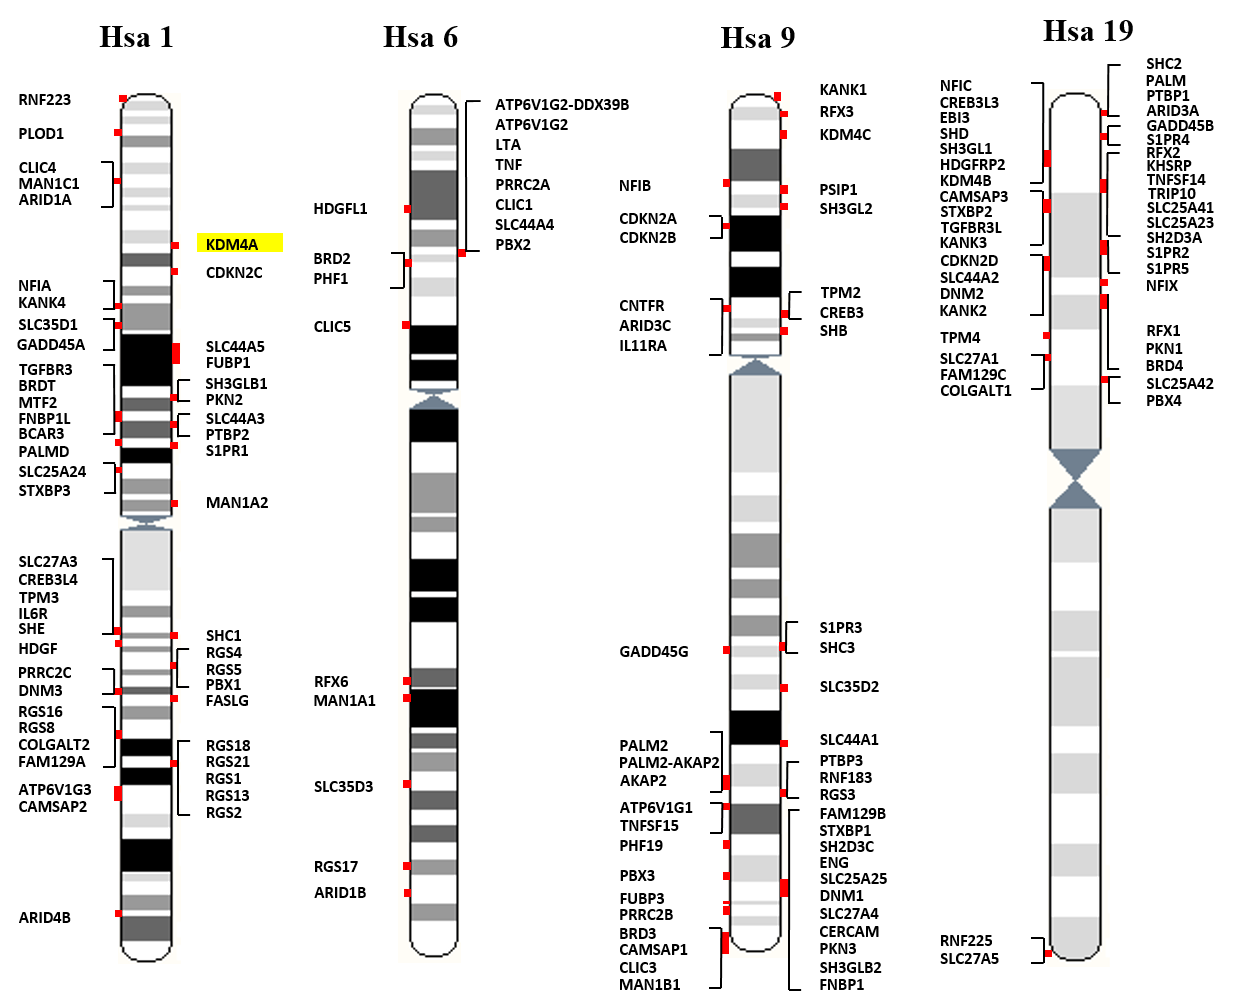 Hsa 1
RNF223
PLOD1
CLIC4
MAN1C1
ARID1A
NFIA
KANK4
SLC35D1
GADD45A
TGFBR3
BRDT
MTF2
FNBP1L
BCAR3
PALMD
SLC25A24
STXBP3
SLC27A3
CREB3L4
TPM3
IL6R
SHE
HDGF
PRRC2C
DNM3
RGS16
RGS8
COLGALT2
FAM129A
ATP6V1G3
CAMSAP2
ARID4B
KDM4A
CDKN2C
SLC44A5
FUBP1
SH3GLB1
PKN2
SLC44A3
PTBP2
S1PR1
MAN1A2
SHC1
RGS4
RGS5
PBX1
FASLG
RGS18
RGS21
RGS1
RGS13
RGS2
Hsa 6
HDGFL1
BRD2
PHF1
CLIC5
RFX6
MAN1A1
SLC35D3
RGS17
ARID1B
ATP6V1G2-DDX39B
ATP6V1G2
LTA
TNF
PRRC2A
CLIC1
SLC44A4
PBX2
Hsa 9
NFIB
CDKN2A
CDKN2B
CNTFR
ARID3C
IL11RA
GADD45G
PALM2
PALM2-AKAP2
AKAP2
ATP6V1G1
TNFSF15
PHF19
PBX3
FUBP3
PRRC2B
BRD3
CAMSAP1
CLIC3
MAN1B1
KANK1
RFX3
KDM4C
PSIP1
SH3GL2
TPM2
CREB3
SHB
S1PR3
SHC3
SLC35D2
SLC44A1
PTBP3
RNF183
RGS3
FAM129B
STXBP1
SH2D3C
ENG
SLC25A25
DNM1
SLC27A4
CERCAM
PKN3
SH3GLB2
FNBP1
Hsa 19
NFIC
CREB3L3
EBI3
SHD
SH3GL1
HDGFRP2
KDM4B
CAMSAP3
STXBP2
TGFBR3L
KANK3
CDKN2D
SLC44A2
DNM2
KANK2
TPM4
SLC27A1
FAM129C
COLGALT1
RNF225
SLC27A5
SHC2
PALM
PTBP1
ARID3A
GADD45B
S1PR4
RFX2
KHSRP
TNFSF14
TRIP10
SLC25A41
SLC25A23
SH2D3A
S1PR2
S1PR5
NFIX
RFX1
PKN1
BRD4
SLC25A42
PBX4